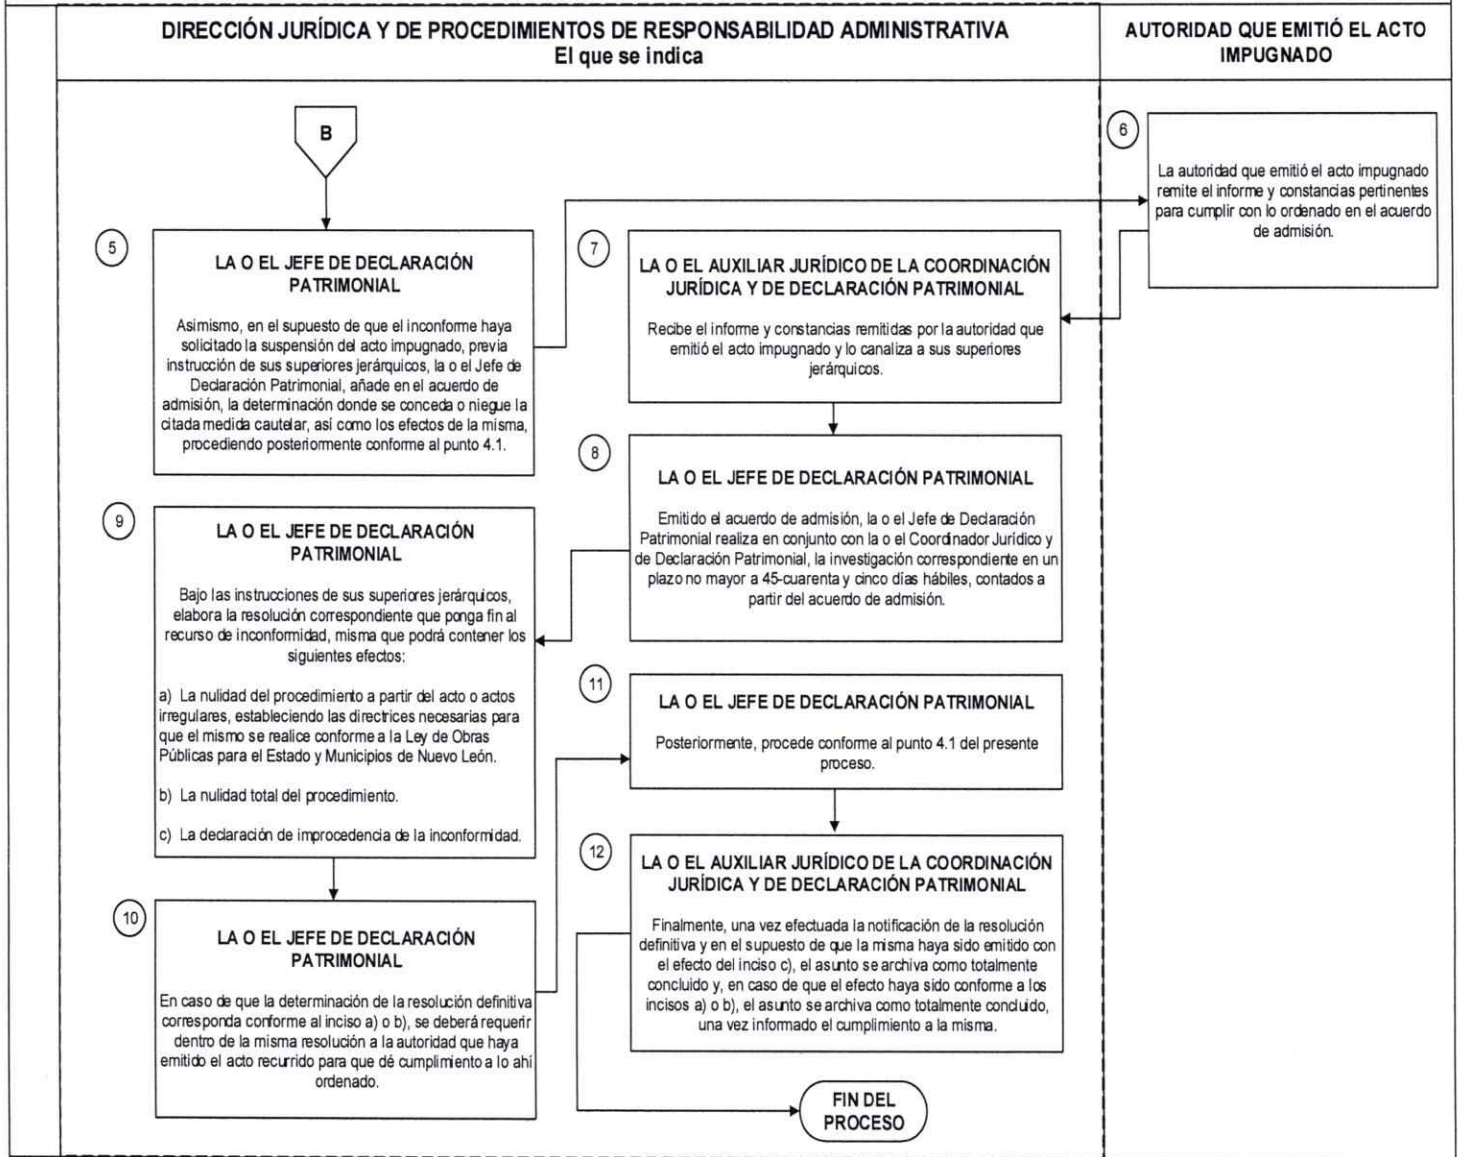 DIRECCIÓN JURÍDICA Y DE PROCEDIMIENTOS DE RESPONSABILIDAD ADMINISTRATIVA
El que se indica
AUTORIDAD QUE EMITIÓ EL ACTO
IMPUGNADO
B
5
LA O EL JEFE DE DECLARACIÓN
PATRIMONIAL
Asimismo, en el supuesto de que el inconforme haya
solicitado la suspensión del acto impugnado, previa
instrucción de sus superiores jerárquicos, la o el Jefe de
Declaración Patrimonial, añade en el acuerdo de
admisión, la determinación donde se conceda o niegue la
citada medida cautelar, así como los efectos de la misma,
procediendo posteriormente conforme al punto 4.1.
6
La autoridad que emitió el acto impugnado
remite el informe y constancias pertinentes
para cumplir con lo ordenado en el acuerdo
de admisión.
7
LA O EL AUXILIAR JURÍDICO DE LA COORDINACIÓN
JURÍDICA Y DE DECLARACIÓN PATRIMONIAL
Recibe el informe y constancias remitidas por la autoridad que
emitió el acto impugnado y lo canaliza a sus superiores
jerárquicos.
8
LA O EL JEFE DE DECLARACIÓN PATRIMONIAL
Emitido el acuerdo de admisión, la o el Jefe de Declaración
Patrimonial realiza en conjunto con la o el Coordinador Jurídico y
de Declaración Patrimonial, la investigación correspondiente en un
plazo no mayor a 45-cuarenta y cinco días hábiles, contados a
partir del acuerdo de admisión.
9
LA O EL JEFE DE DECLARACIÓN
PATRIMONIAL
Bajo las instrucciones de sus superiores jerárquicos,
elabora la resolución correspondiente que ponga fin al
recurso de inconformidad, misma que podrá contener los
siguientes efectos:
a) La nulidad del procedimiento a partir del acto o actos
irregulares, estableciendo las directrices necesarias para
que el mismo se realice conforme a la Ley de Obras
Públicas para el Estado y Municipios de Nuevo León.
b) La nulidad total del procedimiento.
c) La declaración de improcedencia de la inconformidad.
10
LA O EL JEFE DE DECLARACIÓN
PATRIMONIAL
En caso de que la determinación de la resolución definitiva
corresponda conforme al inciso a) o b), se deberá requerir
dentro de la misma resolución a la autoridad que haya
emitido el acto recurrido para que dé cumplimiento a lo ahí
ordenado.
11
LA O EL JEFE DE DECLARACIÓN PATRIMONIAL
Posteriormente, procede conforme al punto 4.1 del presente
proceso.
12
LA O EL AUXILIAR JURÍDICO DE LA COORDINACIÓN
JURÍDICA Y DE DECLARACIÓN PATRIMONIAL
Finalmente, una vez efectuada la notificación de la resolución
definitiva y en el supuesto de que la misma haya sido emitido con
el efecto del inciso c), el asunto se archiva como totalmente
concluido y, en caso de que el efecto haya sido conforme a los
incisos a) o b), el asunto se archiva como totalmente concluido,
una vez informado el cumplimiento a la misma.
FIN DEL
PROCESO